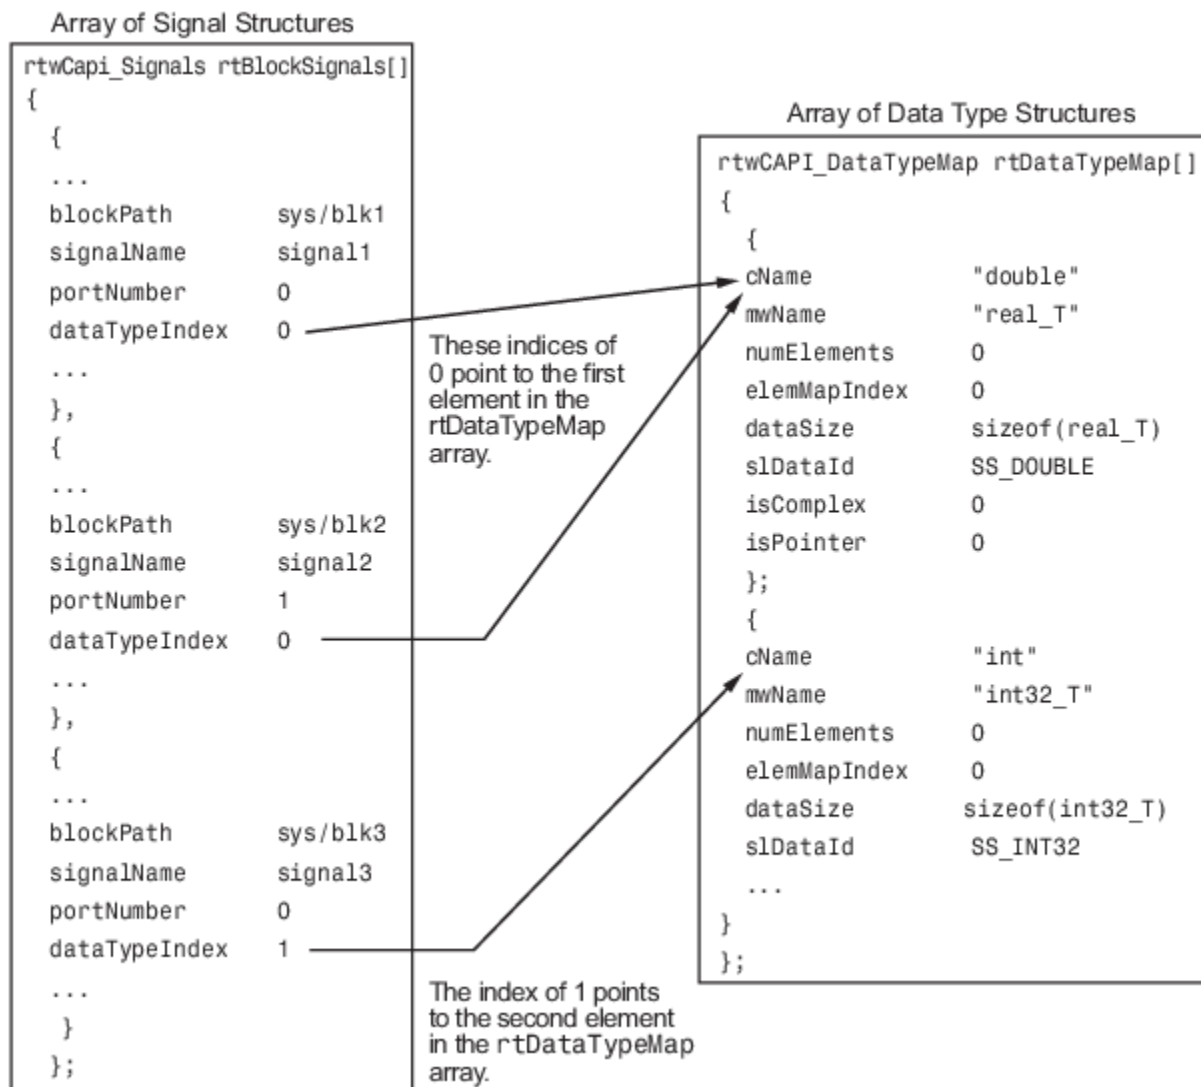 Array of Signal Structures
rtwCapi_Signals rtBlockSignals[]
{
{
...
blockPath sys/blk1
signalName signal1
portNumber 0
dataTypeIndex 0
...
},
{
...
blockPath sys/blk2
signalName signal2
portNumber 1
dataTypeIndex 0
...
},
{
...
blockPath sys/blk3
signalName signal3
portNumber 0
dataTypeIndex 1
...
}
};
These indices of
0 point to the first
element in the
rtDataTypeMap
array.
The index of 1 points
to the second element
in the rtDataTypeMap
array.
Array of Data Type Structures
rtwCAPI_DataTypeMap rtDataTypeMap[]
{
{
cName "double"
mwName "real_T"
numElements 0
elemMapIndex 0
dataSize sizeof(real_T)
slDataId SS_DOUBLE
isComplex 0
isPointer 0
};
{
cName "int"
mwName "int32_T"
numElements 0
elemMapIndex 0
dataSize sizeof(int32_T)
slDataId SS_INT32
...
}
};